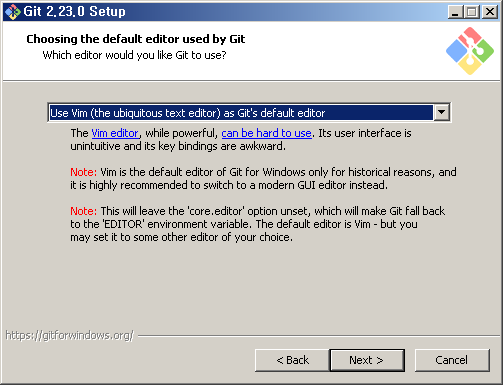 Git 2.23.0 Setup
Choosing the default editor used by Git
Which editor would you like Git to use?
Use Vim (the ubiquitous text editor) as Git's default editor
The Vim editor, while powerful, can be hard to use. Its user interface is
unintuitive and its key bindings are awkward.
Note: Vim is the default editor of Git for Windows only for historical reasons, and
it is highly recommended to switch to a modern GUI editor instead.
Note: This will leave the 'core.editor' option unset, which will make Git fall back
to the 'EDITOR' environment variable. The default editor is Vim - but you
may set it to some other editor of your choice.
https://gitforwindows.org/
< Back
Next >
Cancel